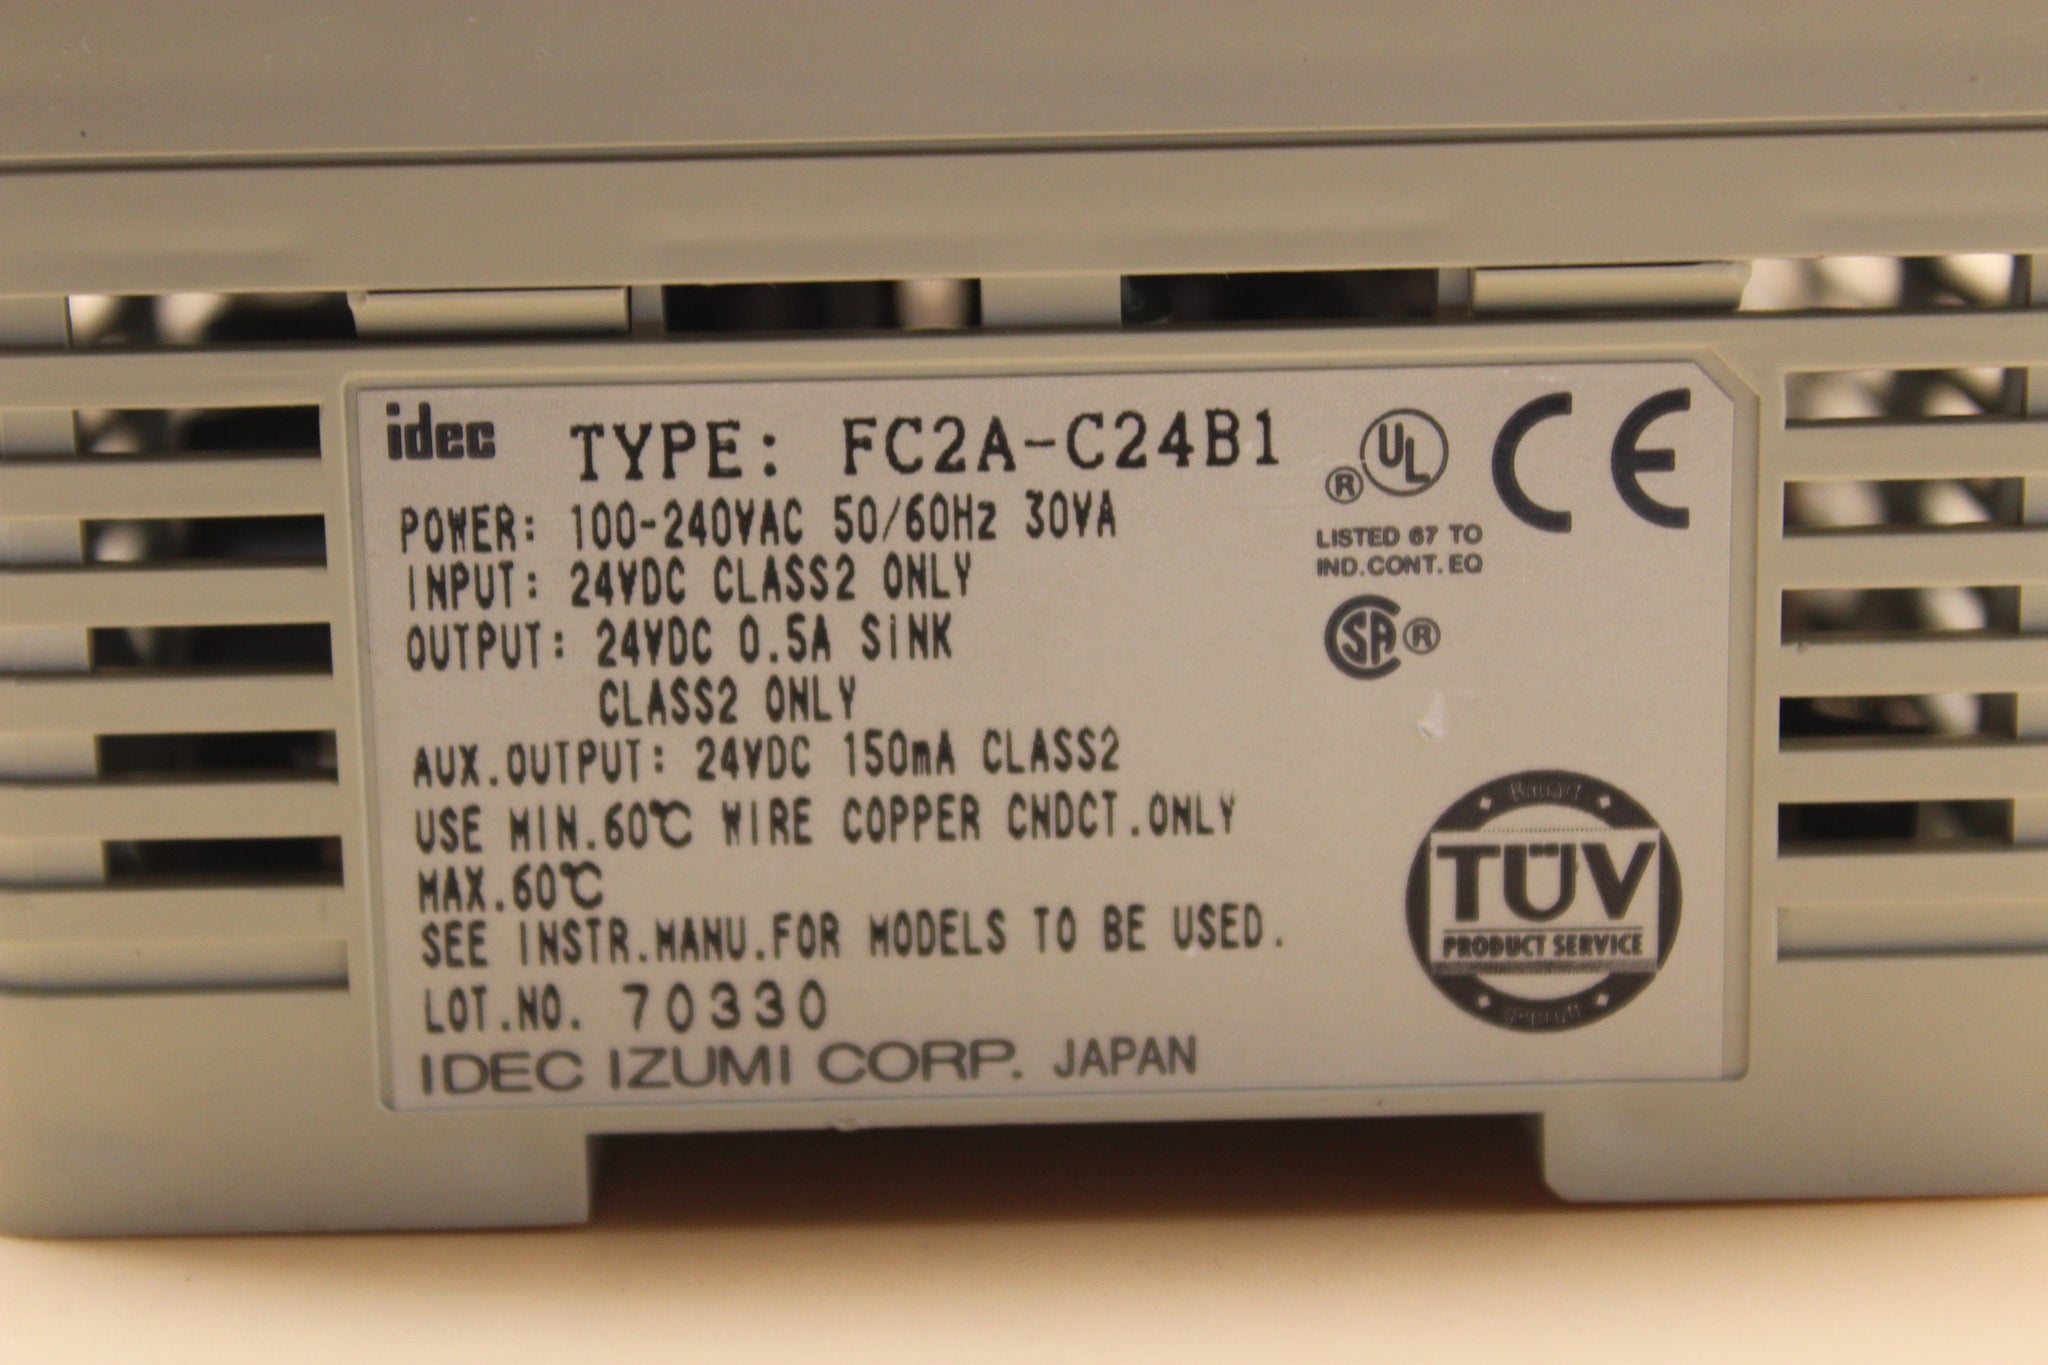 idec TYPE: FC2A-C24B1
POWER: 100-240VAC 50/60Hz 30VA
INPUT: 24VDC CLASS2 ONLY
OUTPUT: 24VDC 0.5A SiNK
CLASS2 ONLY
AUX.OUTPUT: 24VDC 150mA CLASS2
USE MIN.60℃ WIRE COPPER CNDCT.ONLY
MAX.60℃
SEE INSTR.MANU.FOR MODELS TO BE USED.
LOT.NO. 70330
IDEC IZUMI CORP. JAPAN
UL ®
CE
LISTED 67 TO
IND.CONT.EQ
SA ®
TÜV
PRODUCT SERVICE